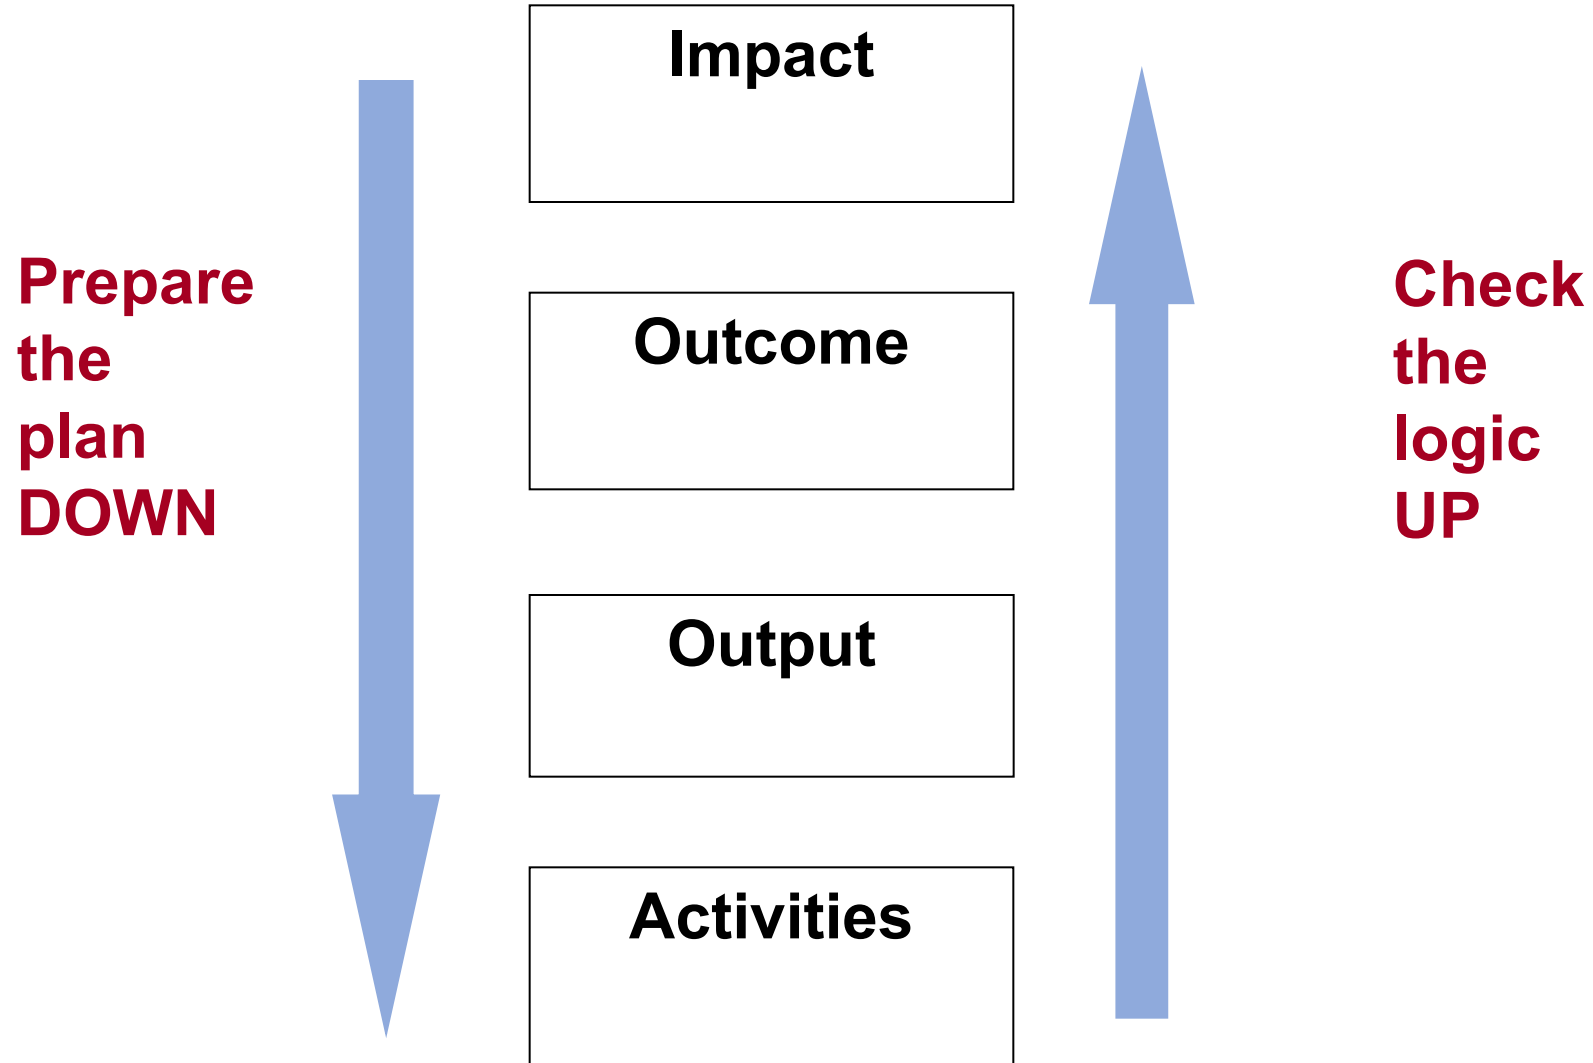 Impact
Prepare
the
plan
DOWN
Outcome
Check
the
logic
UP
Output
Activities